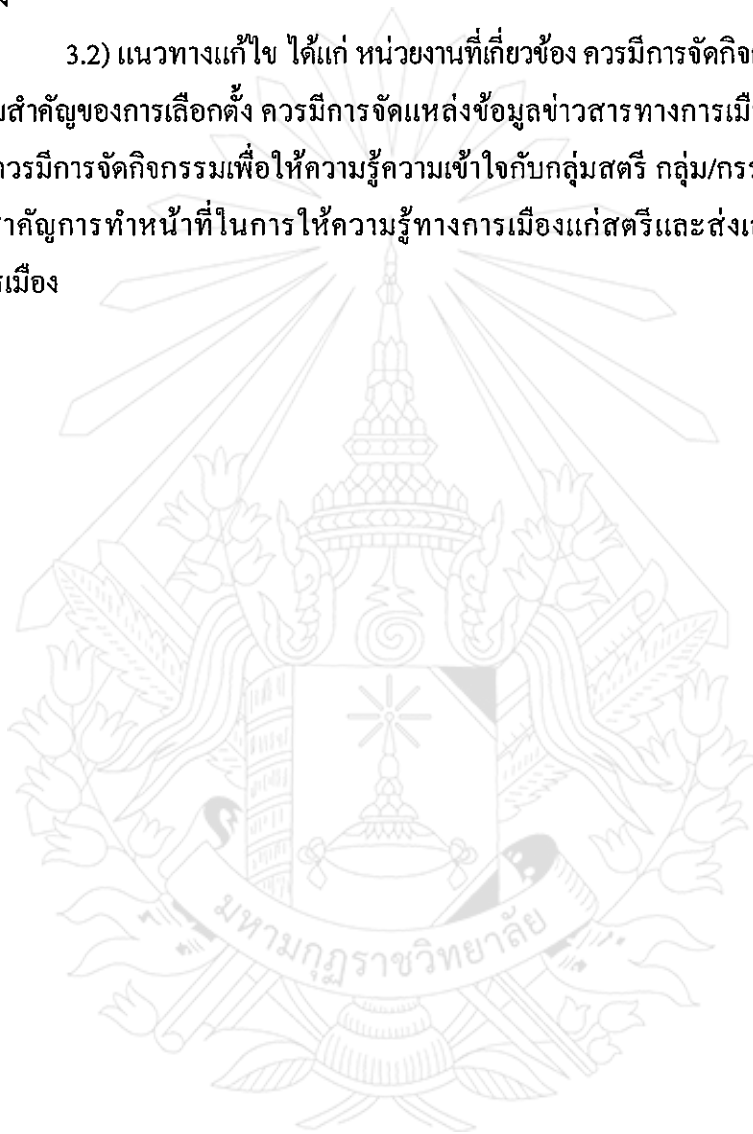 3.2) แนวทางแก้ไข ได้แก่ หน่วยงานที่เกี่ยวข้อง ควรมีการจัดกิจก
มสำคัญของการเลือกตั้ง ควรมีการจัดแหล่งข้อมูลข่าวสารทางการเมือ
ควรมีการจัดกิจกรรมเพื่อให้ความรู้ความเข้าใจกับกลุ่มสตรี กลุ่ม/กรร
ำคัญการทำหน้าที่ในการให้ความรู้ทางการเมืองแก่สตรีและส่งเส
รเมือง
มหามกุฏราชวิทยาลัย